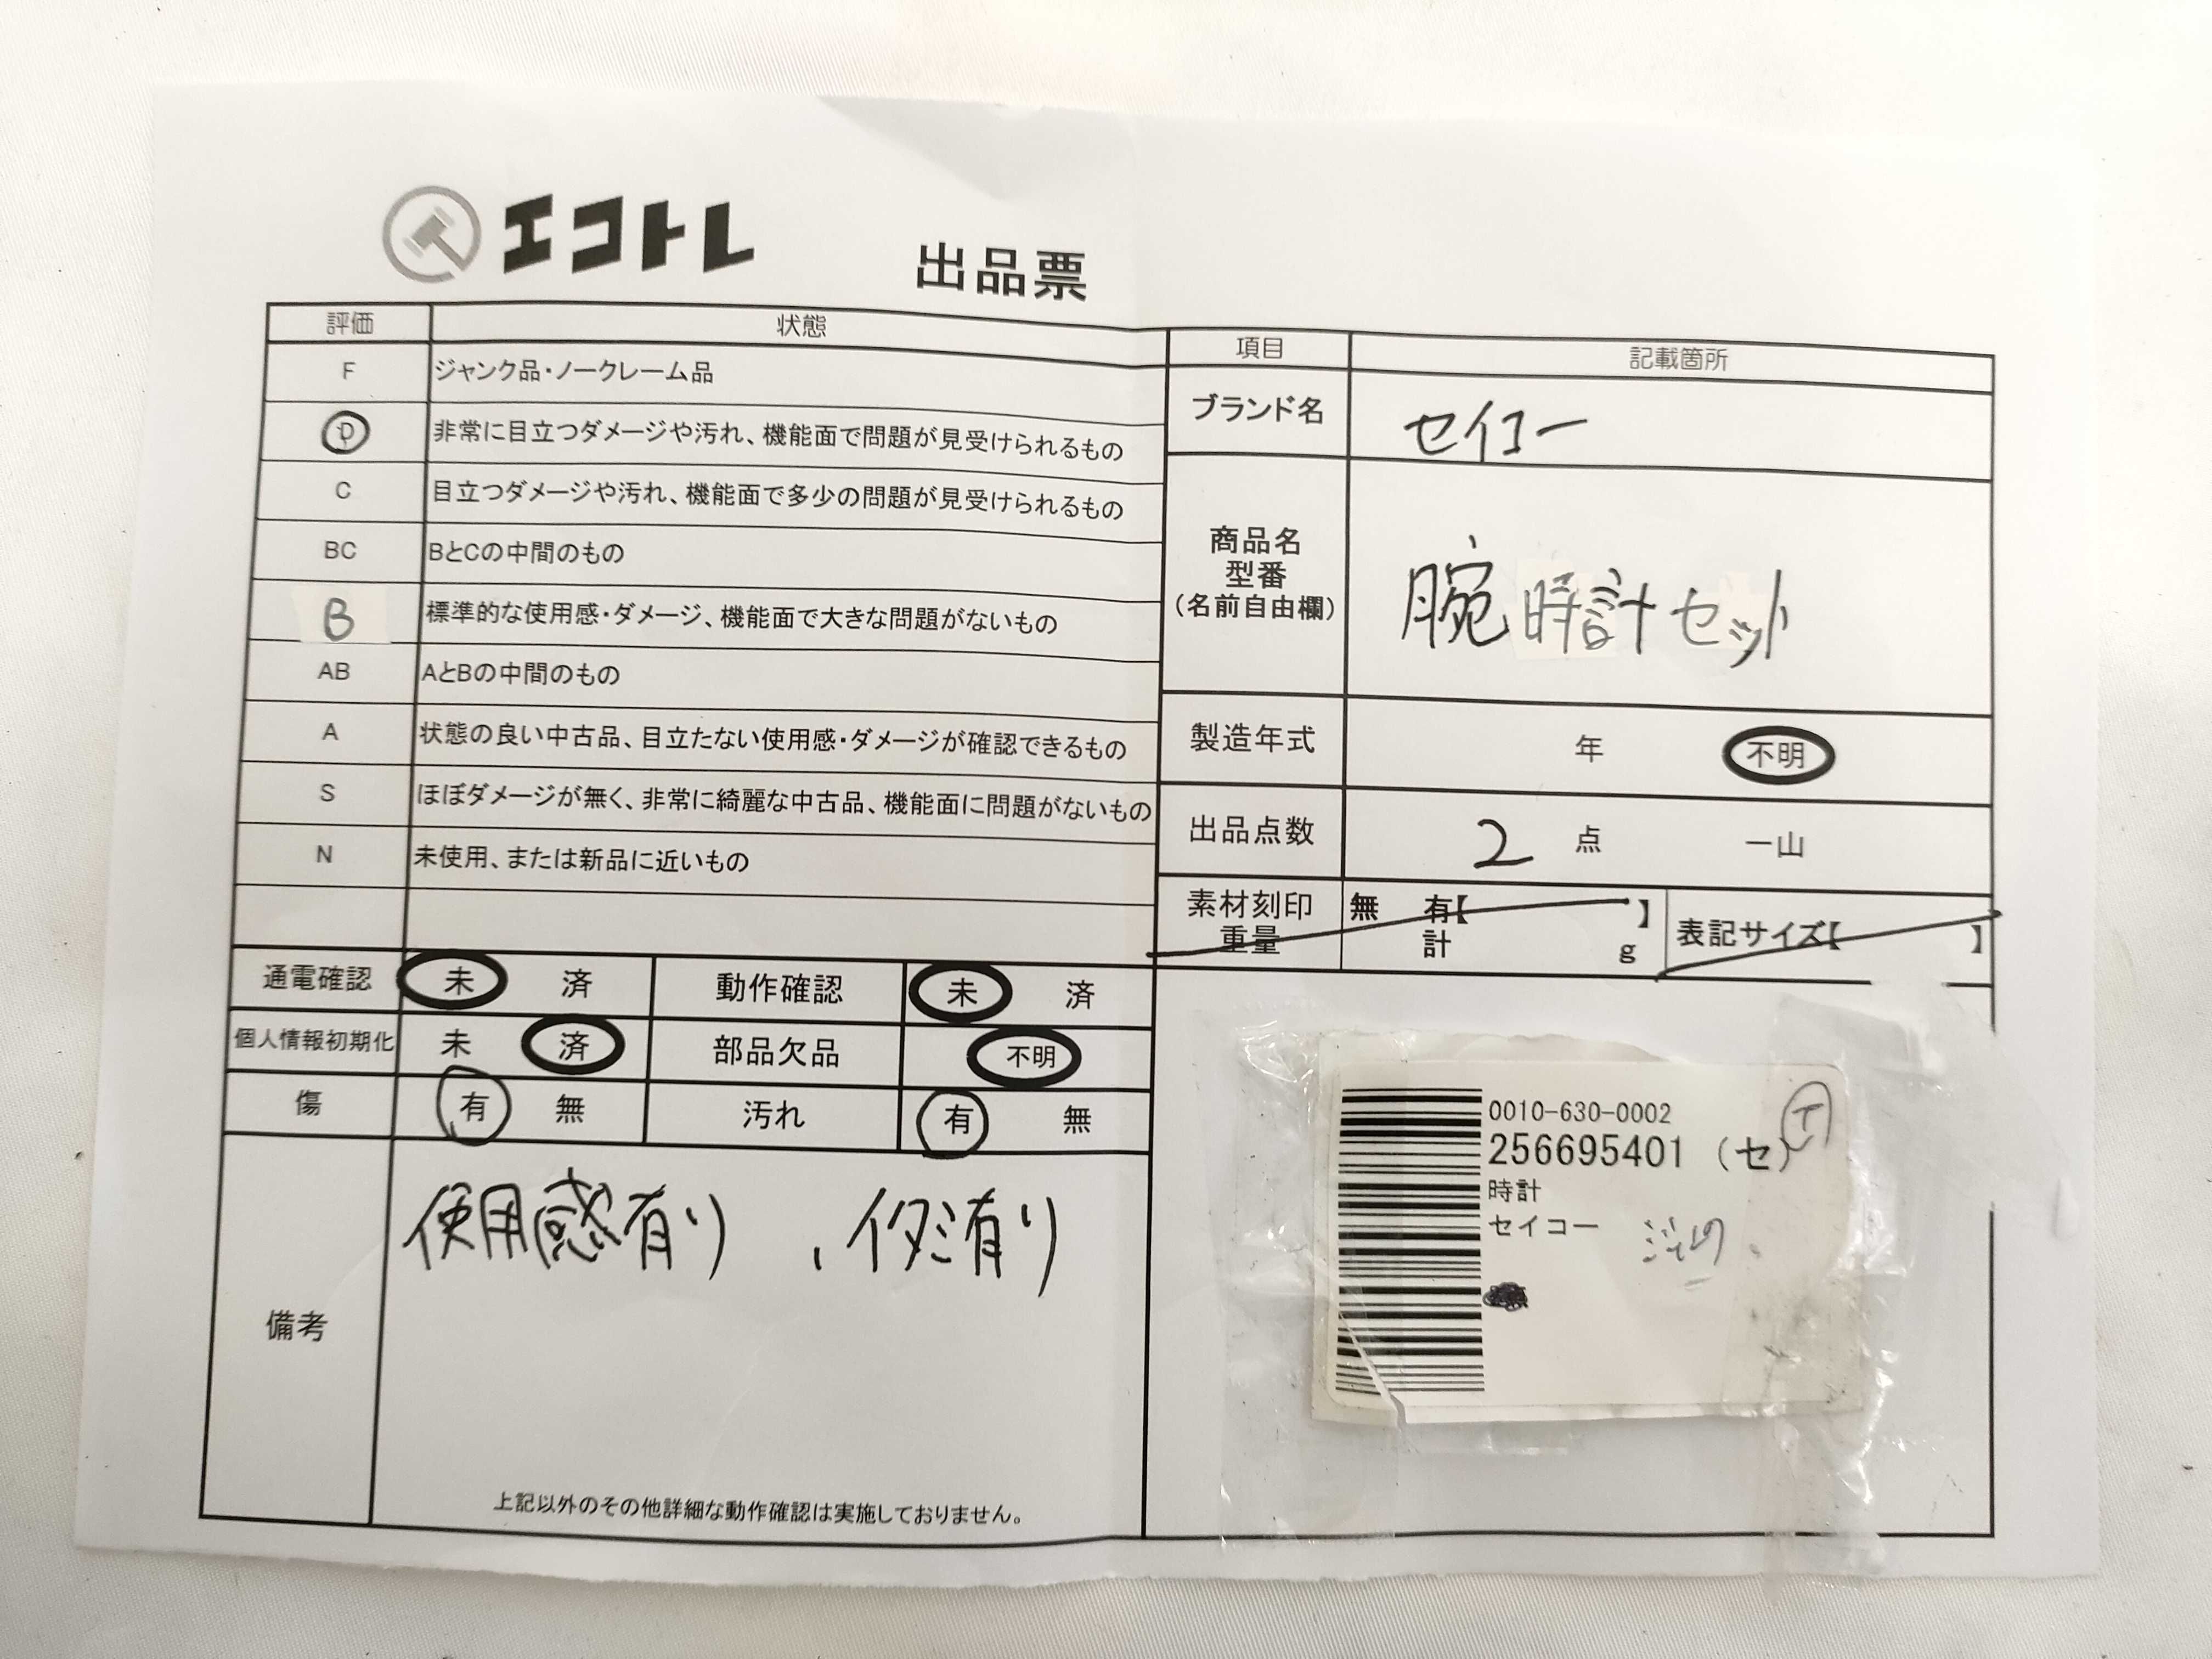 エコトレ
出品票
評価 状態
F ジャンク品・ノークレーム品
D 非常に目立つダメージや汚れ、機能面で問題が見受けられるもの
C 目立つダメージや汚れ、機能面で多少の問題が見受けられるもの
BC BとCの中間のもの
B 標準的な使用感・ダメージ、機能面で大きな問題がないもの
AB AとBの中間のもの
A 状態の良い中古品、目立たない使用感・ダメージが確認できるもの
S ほぼダメージが無く、非常に綺麗な中古品、機能面に問題がないもの
N 未使用、または新品に近いもの
通電確認 未 済 動作確認 未 済
個人情報初期化 未 済 部品欠品 不明
傷 有 無 汚れ 有 無
備考
使用感有り、イタミ有り
上記以外のその他詳細な動作確認は実施しておりません。
項目 記載箇所
ブランド名 セイコー
商品名
型番
(名前自由欄)
腕時計セット
製造年式 年 不明
出品点数 2 点 一山
素材刻印 無 有【 】
重量 計 g
表記サイズ【 】
0010-630-0002
256695401 (セ)
時計
セイコー